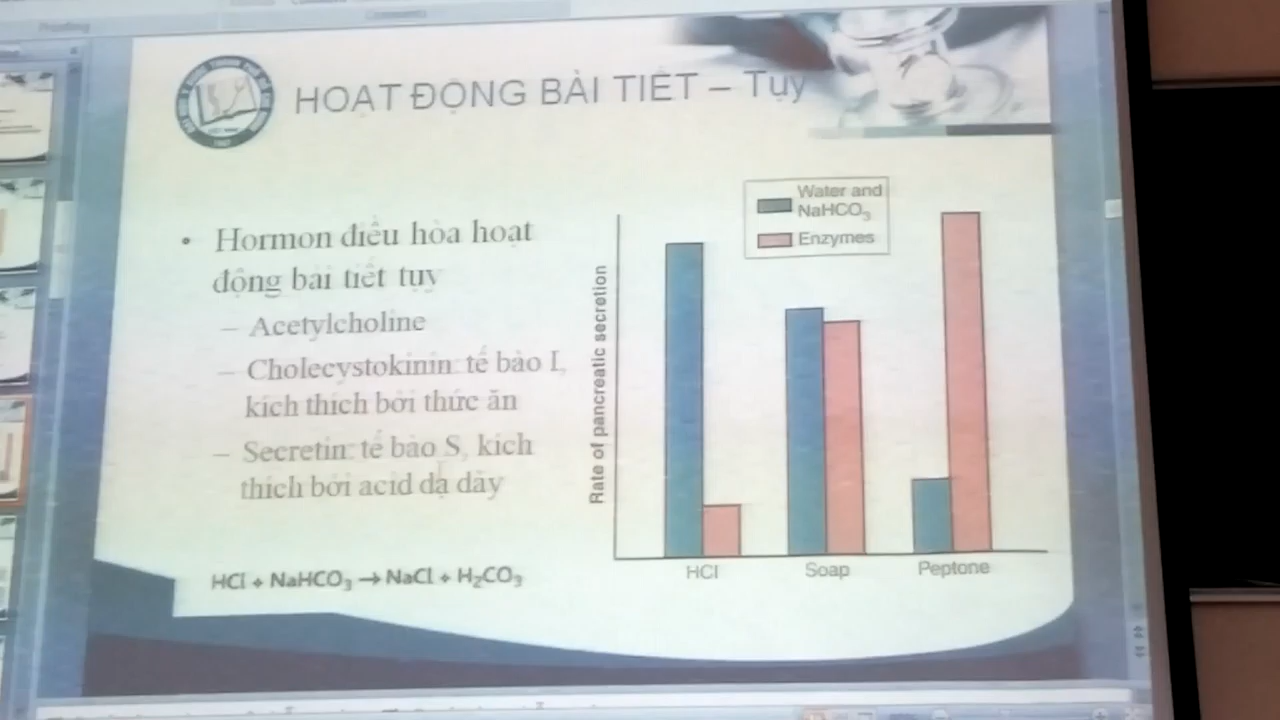 HOẠT ĐỘNG BÀI TIẾT – Tụy
• Hormon điều hòa hoạt
động bài tiết tụy
– Acetylcholine
– Cholecystokinin: tế bào I,
kích thích bởi thức ăn
– Secretin: tế bào S, kích
thích bởi acid dạ dày
HCl + NaHCO₃ → NaCl + H₂CO₃
Water and
NaHCO₃
Enzymes
Rate of pancreatic secretion
HCl
Soap
Peptone